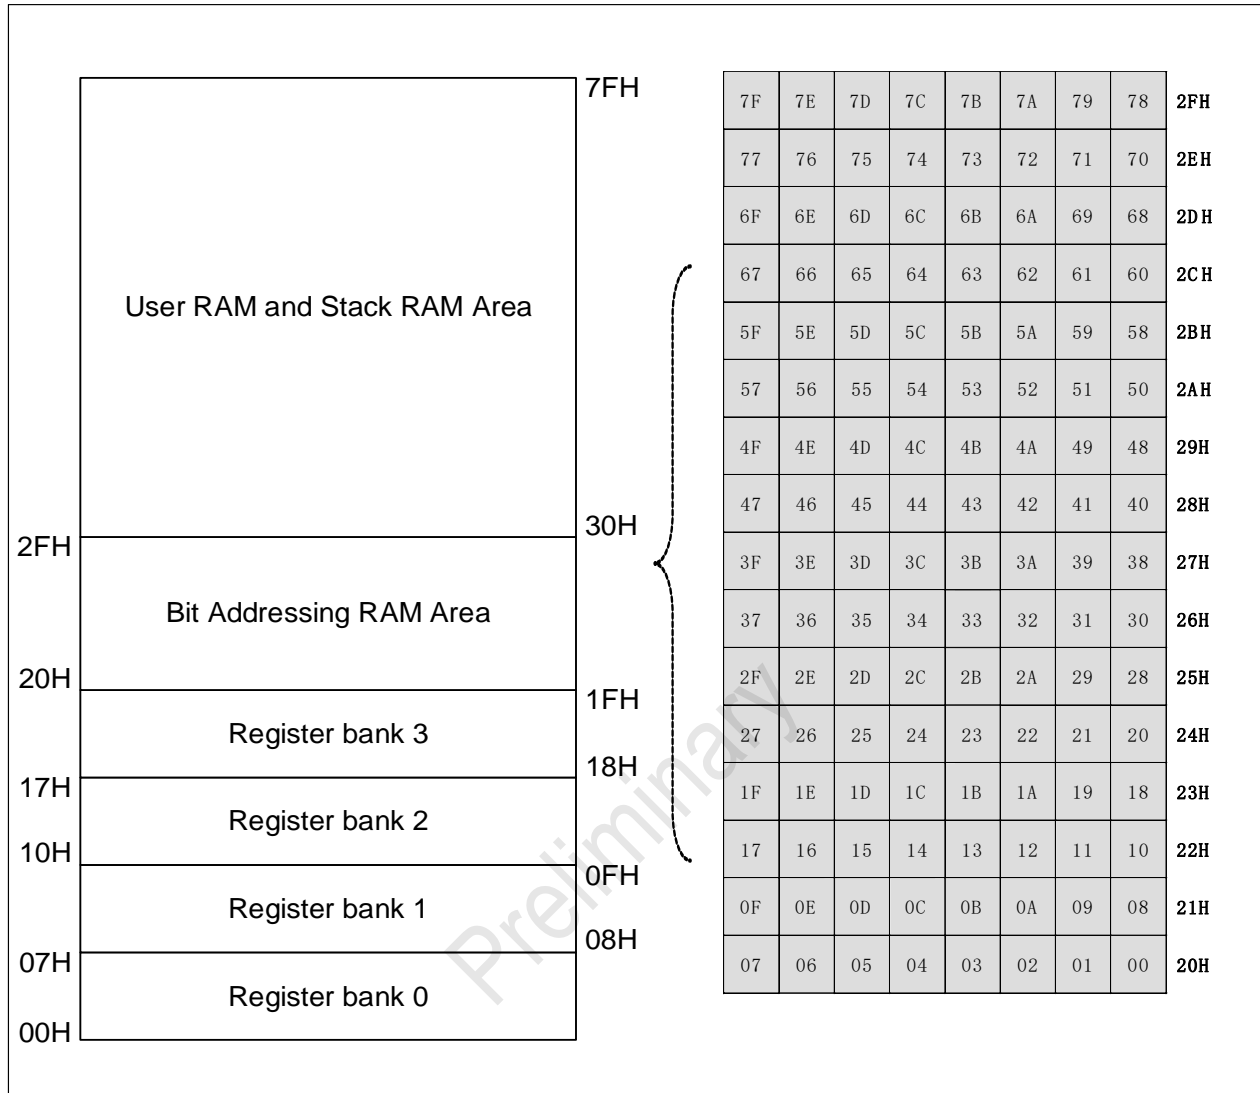 7FH
User RAM and Stack RAM Area
30H
2FH
Bit Addressing RAM Area
20H
1FH
Register bank 3
18H
17H
Register bank 2
10H
0FH
Register bank 1
08H
07H
Register bank 0
00H
7F 7E 7D 7C 7B 7A 79 78 2FH
77 76 75 74 73 72 71 70 2EH
6F 6E 6D 6C 6B 6A 69 68 2DH
67 66 65 64 63 62 61 60 2CH
5F 5E 5D 5C 5B 5A 59 58 2BH
57 56 55 54 53 52 51 50 2AH
4F 4E 4D 4C 4B 4A 49 48 29H
47 46 45 44 43 42 41 40 28H
3F 3E 3D 3C 3B 3A 39 38 27H
37 36 35 34 33 32 31 30 26H
2F 2E 2D 2C 2B 2A 29 28 25H
27 26 25 24 23 22 21 20 24H
1F 1E 1D 1C 1B 1A 19 18 23H
17 16 15 14 13 12 11 10 22H
0F 0E 0D 0C 0B 0A 09 08 21H
07 06 05 04 03 02 01 00 20H
Preliminary